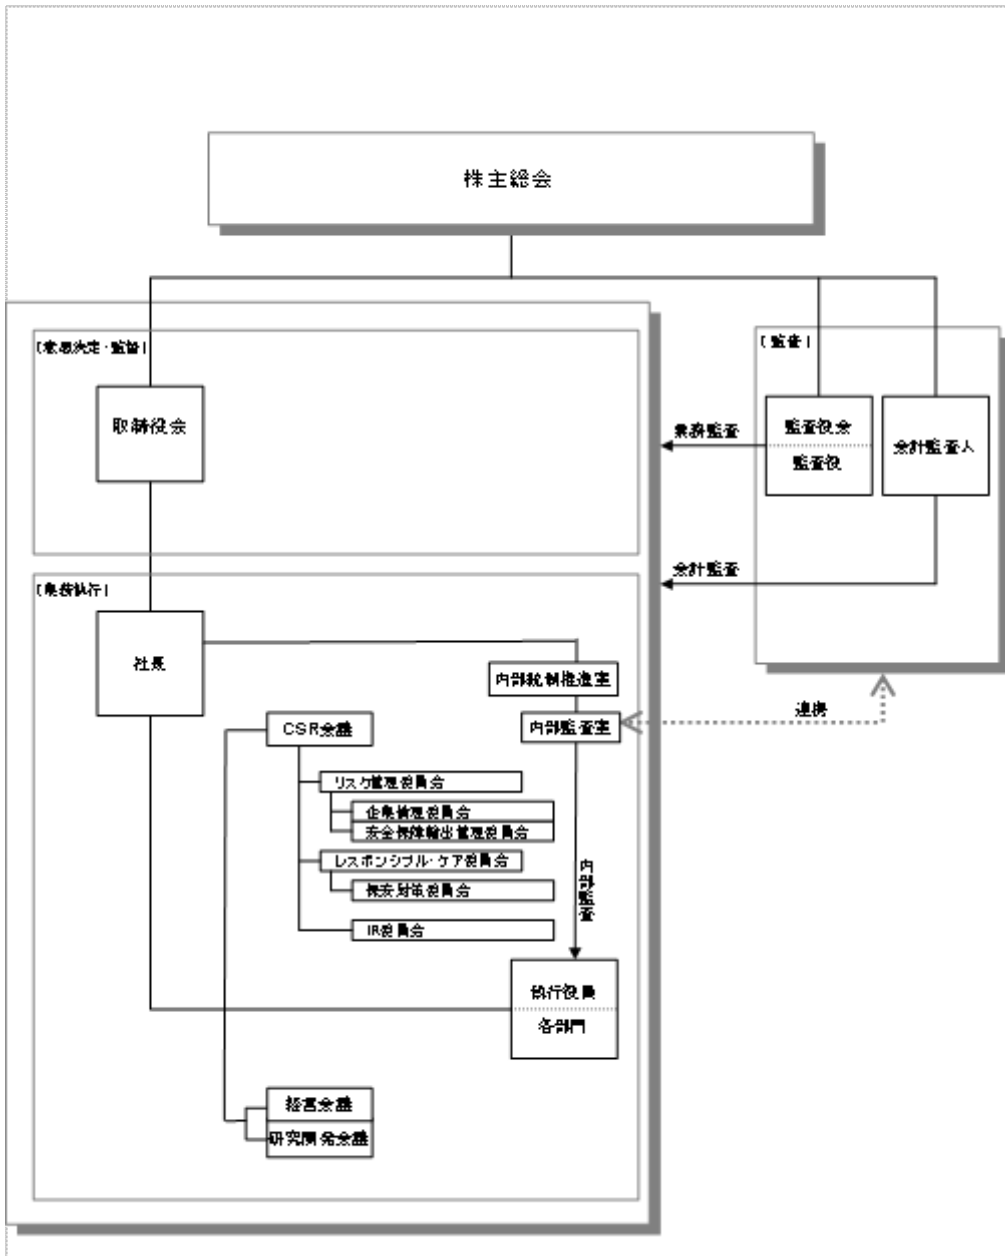 株主総会
[意思決定・監督]
取締役会
[監査]
監査役会
監査役
会計監査人
業務監査
会計監査
[業務執行]
社長
内部統制推進室
内部監査室
連携
CSR会議
リスク管理委員会
企業倫理委員会
安全保障輸出管理委員会
レスポンシブル・ケア委員会
保安対策委員会
IR委員会
内部監査
執行役員
各部門
経営会議
研究開発会議